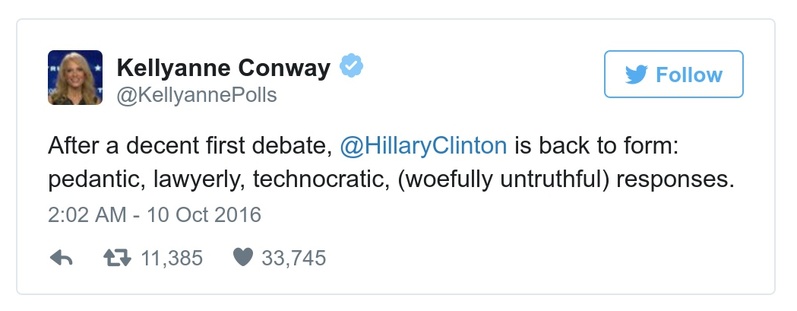 Kellyanne Conway
@KellyannePolls
Follow
After a decent first debate, @HillaryClinton is back to form:
pedantic, lawyerly, technocratic, (woefully untruthful) responses.
2:02 AM - 10 Oct 2016
11,385 33,745